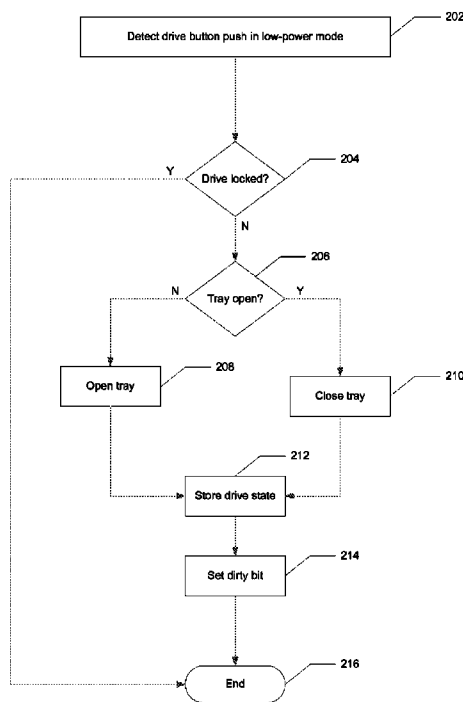 Detect drive button push in low-power mode
202
Drive locked?
204
Y
N
206
Tray open?
N
Y
Open tray
208
Close tray
210
212
Store drive state
Set dirty bit
214
End
216